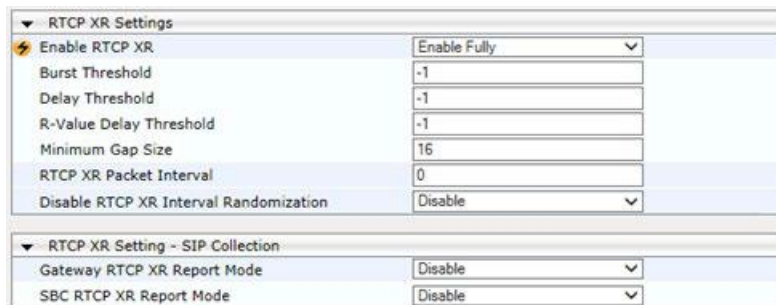 RTCP XR Settings
Enable RTCP XR Enable Fully
Burst Threshold -1
Delay Threshold -1
R-Value Delay Threshold -1
Minimum Gap Size 16
RTCP XR Packet Interval 0
Disable RTCP XR Interval Randomization Disable
RTCP XR Setting - SIP Collection
Gateway RTCP XR Report Mode Disable
SBC RTCP XR Report Mode Disable